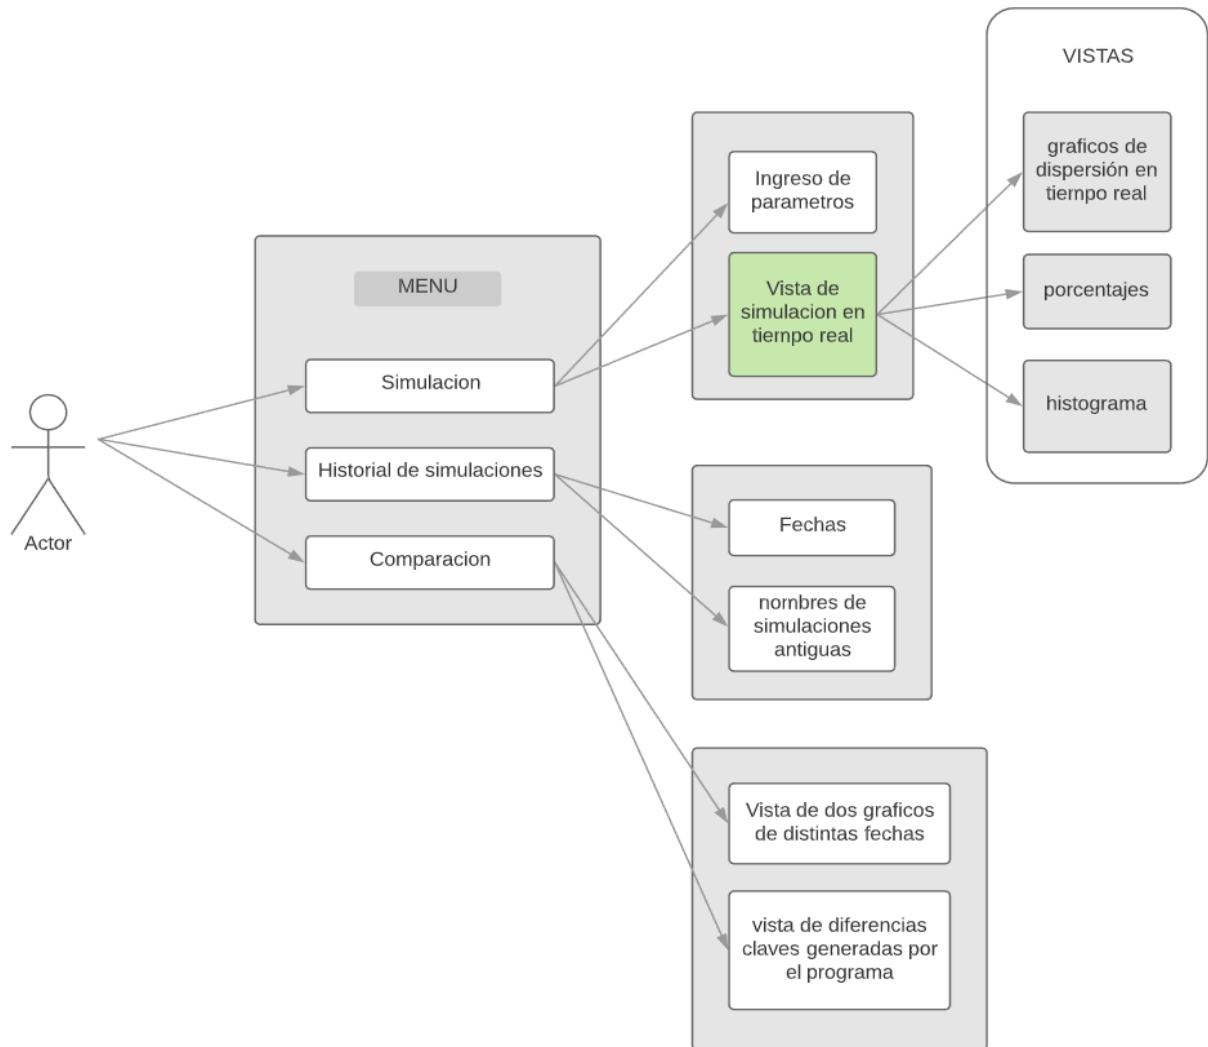 VISTAS
graficos de
dispersión en
tiempo real
Ingreso de
parametros
MENU
Vista de
simulacion en
tiempo real
porcentajes
Simulacion
histograma
Historial de simulaciones
Fechas
Actor
Comparacion
nombres de
simulaciones
antiguas
Vista de dos graficos
de distintas fechas
vista de diferencias
claves generadas por
el programa